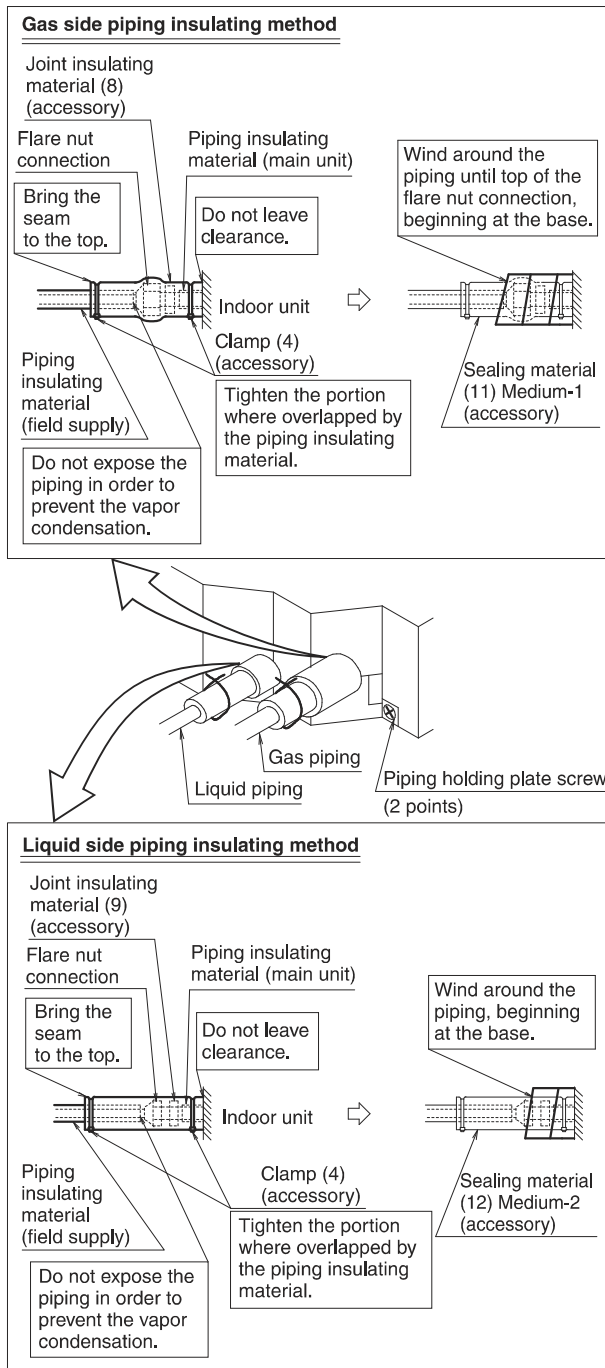 Gas side piping insulating method
Joint insulating
material (8)
(accessory)
Flare nut
connection
Piping insulating
material (main unit)
Bring the
seam
to the top.
Do not leave
clearance.
Wind around the
piping until top of the
flare nut connection,
beginning at the base.
Indoor unit
Clamp (4)
(accessory)
Piping
insulating
material
(field supply)
Tighten the portion
where overlapped by
the piping insulating
material.
Sealing material
(11) Medium-1
(accessory)
Do not expose the
piping in order to
prevent the vapor
condensation.
Gas piping
Liquid piping
Piping holding plate screw
(2 points)
Liquid side piping insulating method
Joint insulating
material (9)
(accessory)
Flare nut
connection
Piping insulating
material (main unit)
Bring the
seam
to the top.
Do not leave
clearance.
Wind around the
piping, beginning
at the base.
Indoor unit
Clamp (4)
(accessory)
Piping
insulating
material
(field supply)
Tighten the portion
where overlapped by
the piping insulating
material.
Sealing material
(12) Medium-2
(accessory)
Do not expose the
piping in order to
prevent the vapor
condensation.